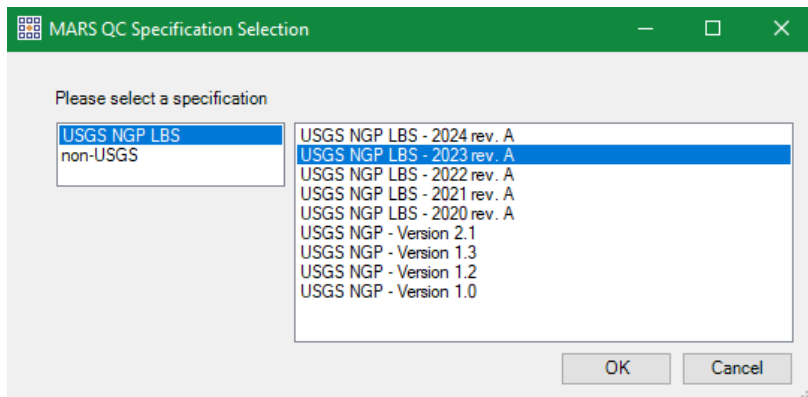 MARS QC Specification Selection
Please select a specification
USGS NGP LBS
non-USGS
USGS NGP LBS - 2024 rev. A
USGS NGP LBS - 2023 rev. A
USGS NGP LBS - 2022 rev. A
USGS NGP LBS - 2021 rev. A
USGS NGP LBS - 2020 rev. A
USGS NGP - Version 2.1
USGS NGP - Version 1.3
USGS NGP - Version 1.2
USGS NGP - Version 1.0
OK Cancel